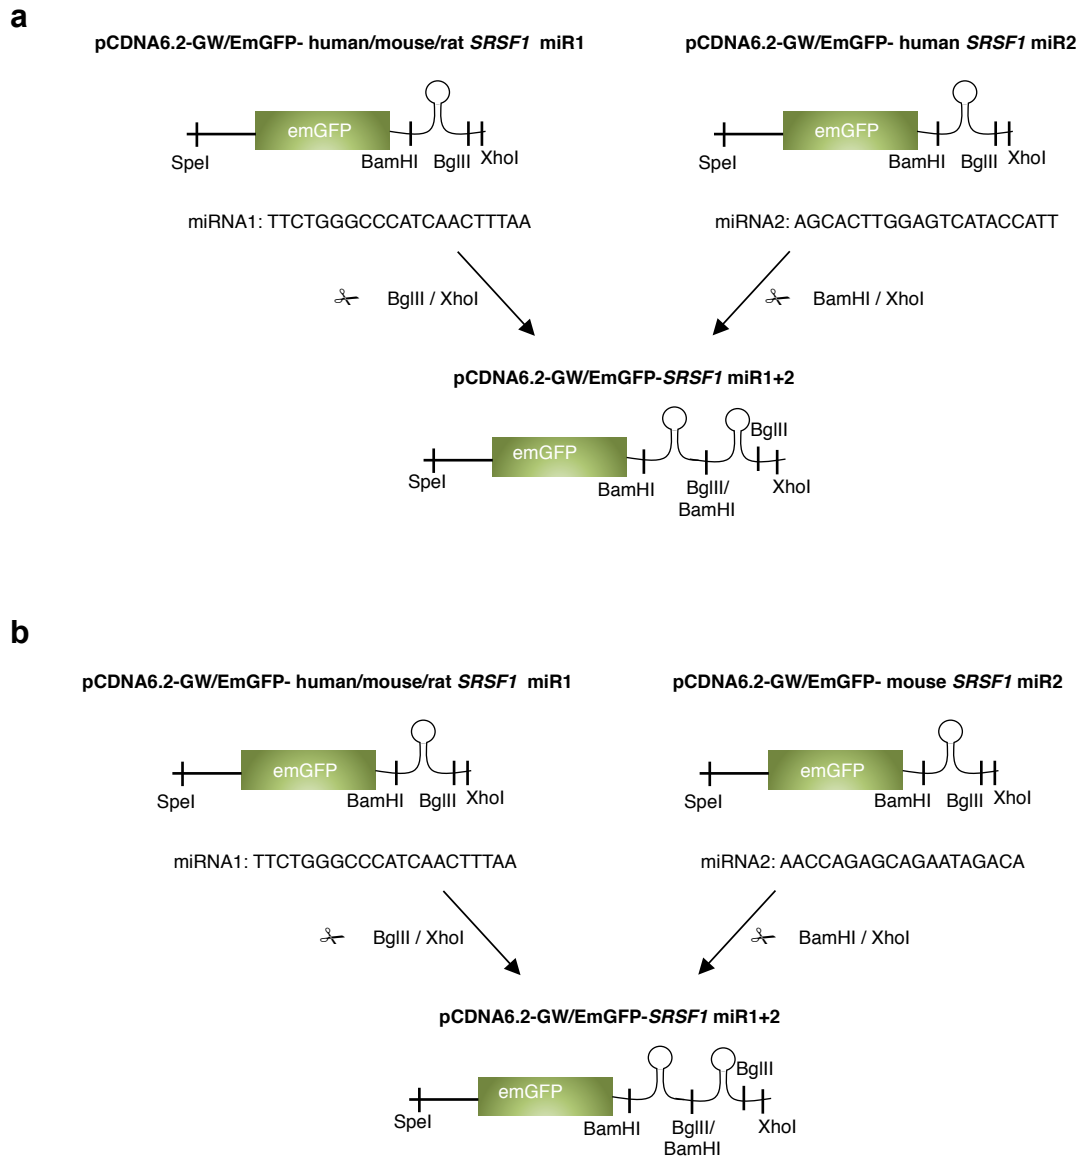 a
pCDNA6.2-GW/EmGFP- human/mouse/rat SRSF1 miR1
pCDNA6.2-GW/EmGFP- human SRSF1 miR2
emGFP
SpeI
BamHI
BglII
XhoI
emGFP
SpeI
BamHI
BglII
XhoI
miRNA1: TTCTGGGCCCATCAACTTTAA
miRNA2: AGCACTTGGAGTCATACCATT
BglII / XhoI
BamHI / XhoI
pCDNA6.2-GW/EmGFP-SRSF1 miR1+2
emGFP
BglII
SpeI
BamHI
BglII/
BamHI
XhoI
b
pCDNA6.2-GW/EmGFP- human/mouse/rat SRSF1 miR1
pCDNA6.2-GW/EmGFP- mouse SRSF1 miR2
emGFP
SpeI
BamHI
BglII
XhoI
emGFP
SpeI
BamHI
BglII
XhoI
miRNA1: TTCTGGGCCCATCAACTTTAA
miRNA2: AACCAGAGCAGAATAGACA
BglII / XhoI
BamHI / XhoI
pCDNA6.2-GW/EmGFP-SRSF1 miR1+2
emGFP
BglII
SpeI
BamHI
BglII/
BamHI
XhoI